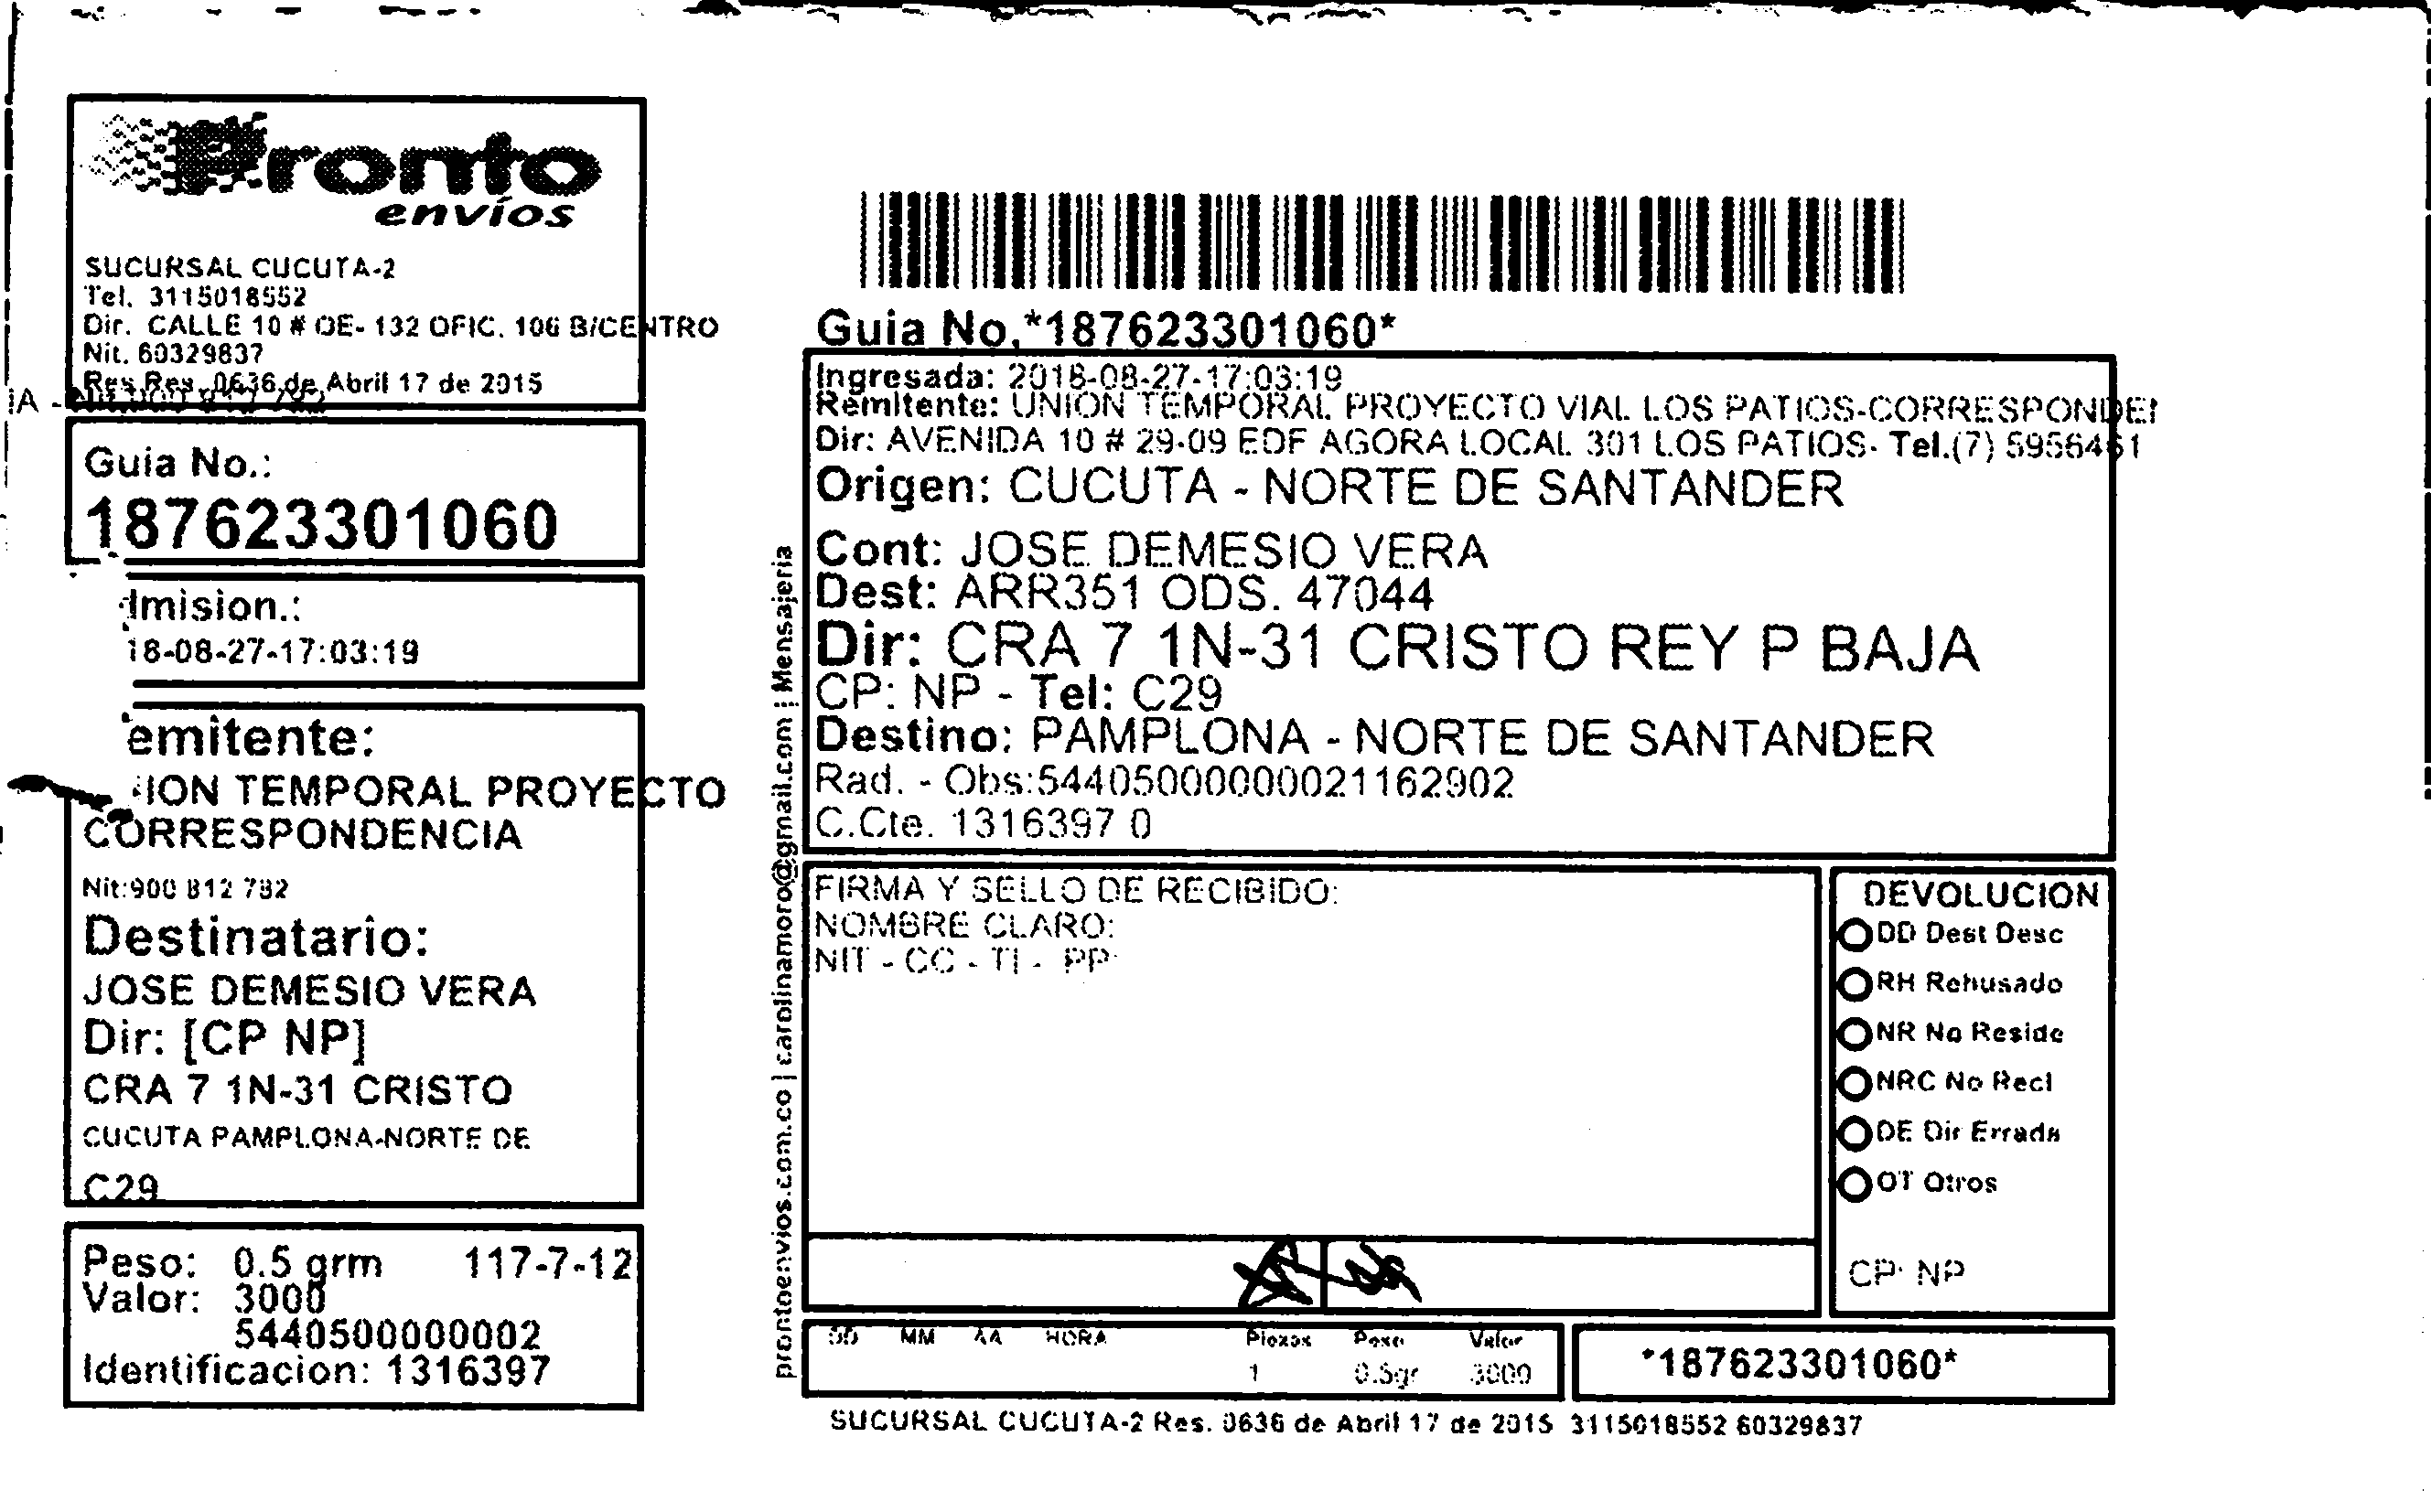 Pronto
envíos
SUCURSAL CUCUTA-2
Tel. 3115018552
Dir. CALLE 10 # OE- 132 OFIC. 106 B/CENTRO
Nit. 60329837
Res Res. 0636 de Abril 17 de 2015
IA -
Guia No.:
187623301060
Imision.:
18-08-27-17:03:19
emitente:
ION TEMPORAL PROYECTO
CORRESPONDENCIA
Nit:900 812 782
Destinatario:
JOSE DEMESIO VERA
Dir: [CP NP]
CRA 7 1N-31 CRISTO
CUCUTA PAMPLONA-NORTE DE
C29
Peso: 0.5 grm 117-7-12
Valor: 3000
5440500000002
Identificacion: 1316397
prontoenvios.com.co | carolinamoro@gmail.com | Mensajeria
Guia No.*187623301060*
Ingresada: 2018-08-27-17:03:19
Remitente: UNION TEMPORAL PROYECTO VIAL LOS PATIOS-CORRESPONDE
Dir: AVENIDA 10 # 29-09 EDF AGORA LOCAL 301 LOS PATIOS- Tel.(7) 5956461
Origen: CUCUTA - NORTE DE SANTANDER
Cont: JOSE DEMESIO VERA
Dest: ARR351 ODS. 47044
Dir: CRA 7 1N-31 CRISTO REY P BAJA
CP: NP - Tel: C29
Destino: PAMPLONA - NORTE DE SANTANDER
Rad. - Obs:544050000000021162902
C.Cte. 1316397 0
FIRMA Y SELLO DE RECIBIDO:
NOMBRE CLARO:
NIT - CC - TI - PP
DEVOLUCION
DD Dest Desc
RH Rehusado
NR No Reside
NRC No Recl
DE Dir Errada
OT Otros
CP: NP
DD MM AA HORA Piezas Peso Valor
1 0.5gr 3000
*187623301060*
SUCURSAL CUCUTA-2 Res. 0636 de Abril 17 de 2015 3115018552 60329837